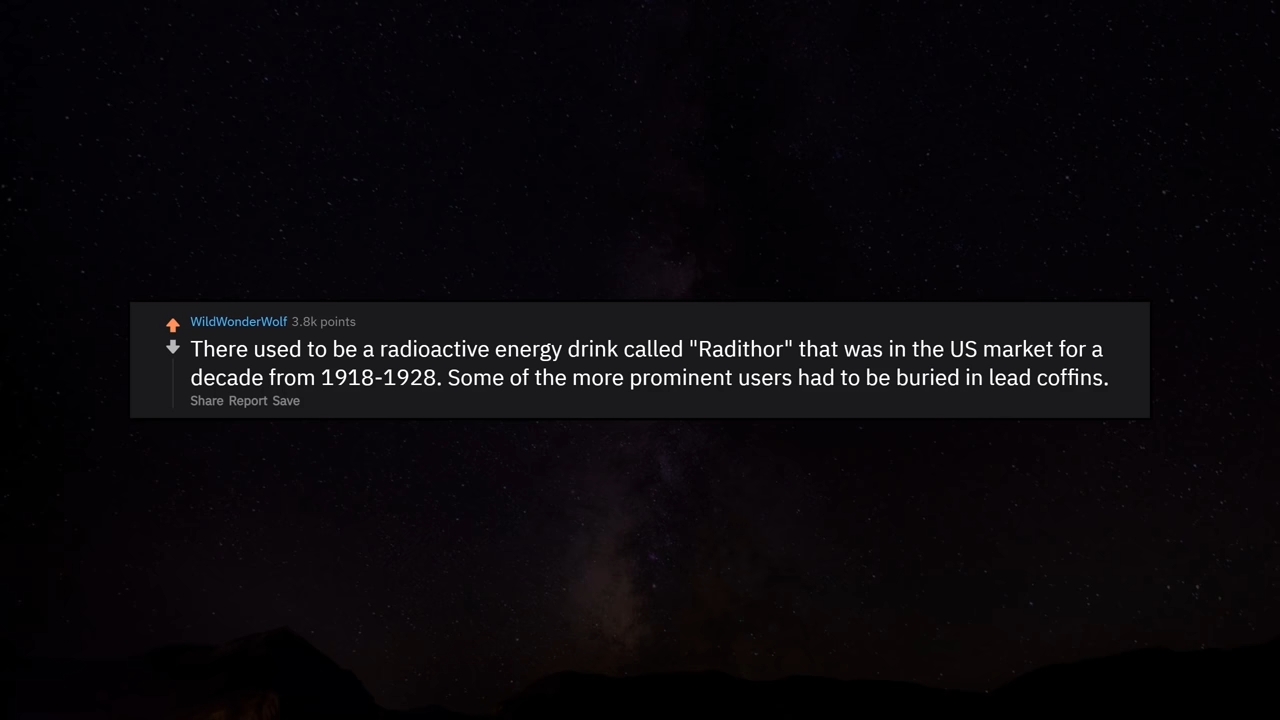 WildWonderWolf 3.8k points
There used to be a radioactive energy drink called "Radithor" that was in the US market for a
decade from 1918-1928. Some of the more prominent users had to be buried in lead coffins.
Share Report Save